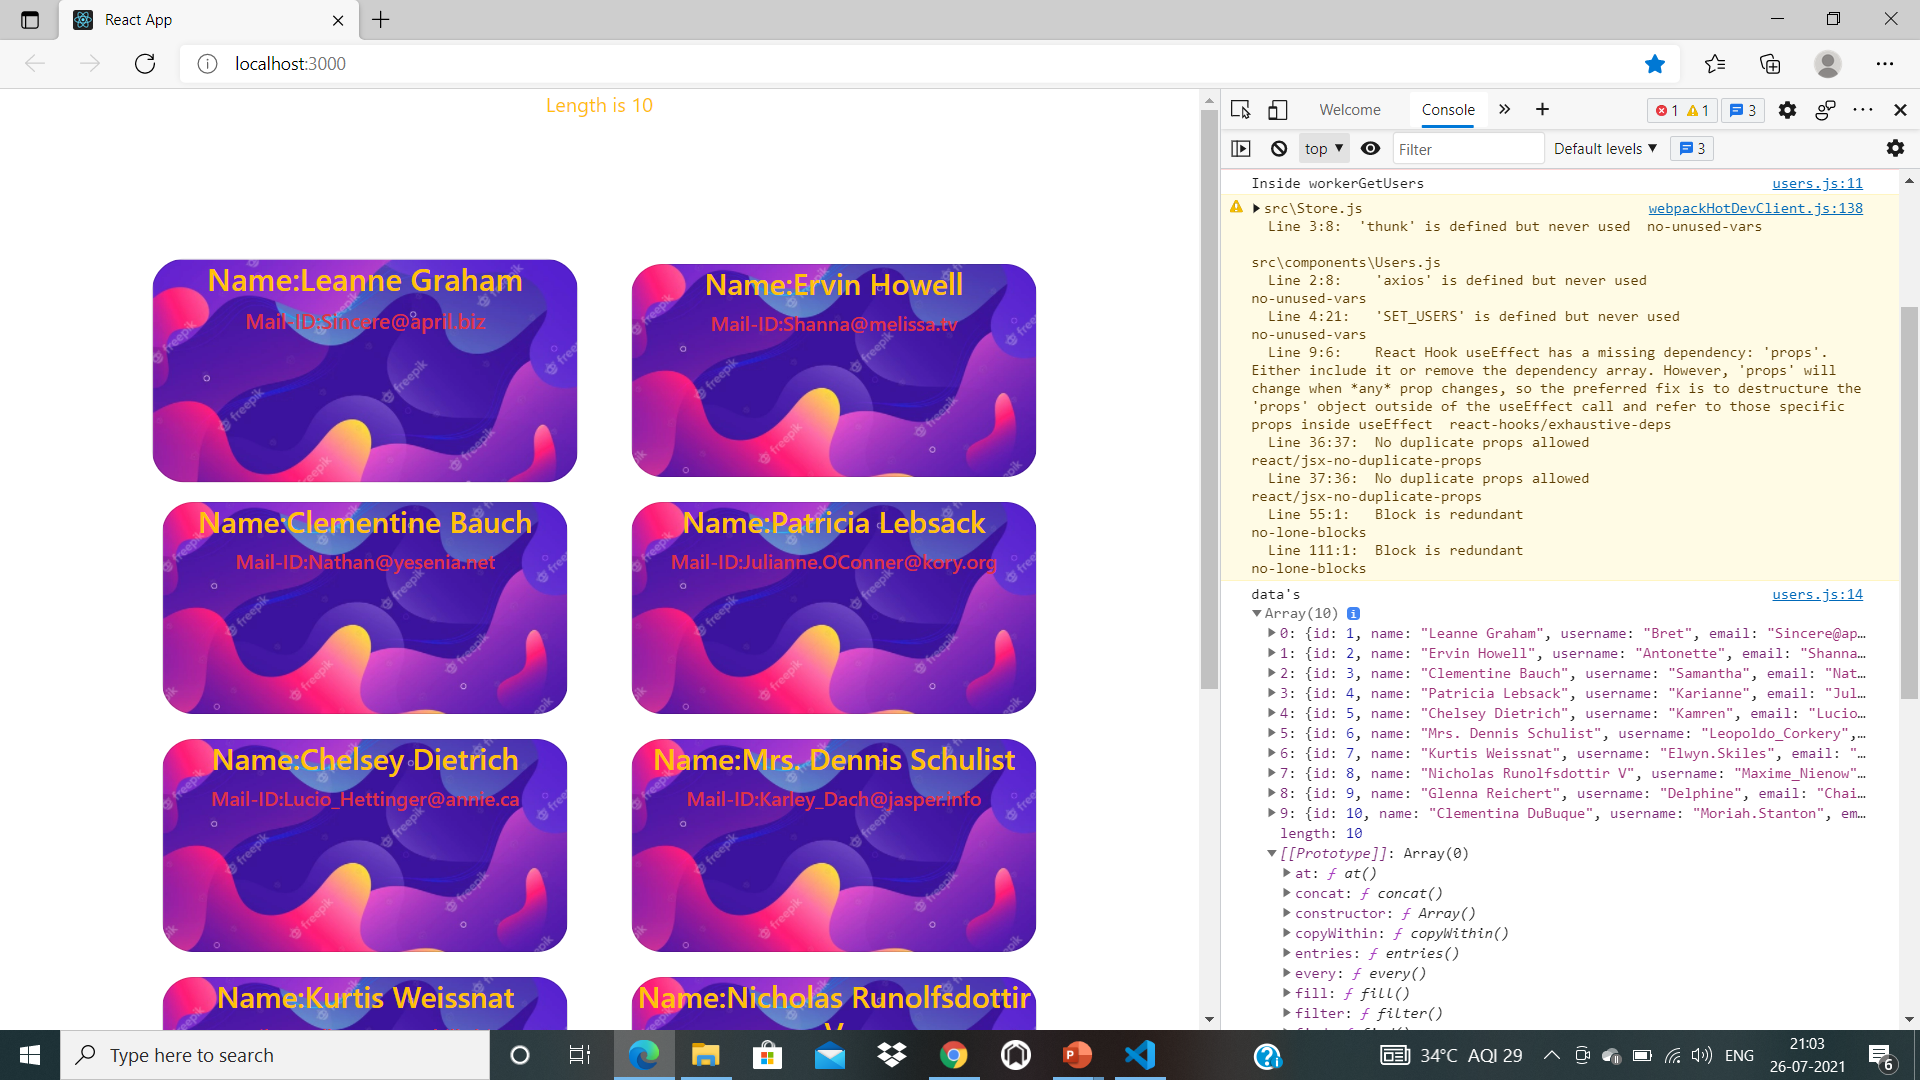 React App
localhost:3000
Length is 10
Name:Leanne Graham
Mail-ID:Sincere@april.biz
Name:Ervin Howell
Mail-ID:Shanna@melissa.tv
Name:Clementine Bauch
Mail-ID:Nathan@yesenia.net
Name:Patricia Lebsack
Mail-ID:Julianne.OConner@kory.org
Name:Chelsey Dietrich
Mail-ID:Lucio_Hettinger@annie.ca
Name:Mrs. Dennis Schulist
Mail-ID:Karley_Dach@jasper.info
Name:Kurtis Weissnat
Name:Nicholas Runolfsdottir
V
freepik
Welcome
Console
1 1
3
top
Filter
Default levels
3
Inside workerGetUsers users.js:11
src\Store.js webpackHotDevClient.js:138
Line 3:8: 'thunk' is defined but never used no-unused-vars
src\components\Users.js
Line 2:8: 'axios' is defined but never used
no-unused-vars
Line 4:21: 'SET_USERS' is defined but never used
no-unused-vars
Line 9:6: React Hook useEffect has a missing dependency: 'props'.
Either include it or remove the dependency array. However, 'props' will
change when *any* prop changes, so the preferred fix is to destructure the
'props' object outside of the useEffect call and refer to those specific
props inside useEffect react-hooks/exhaustive-deps
Line 36:37: No duplicate props allowed
react/jsx-no-duplicate-props
Line 37:36: No duplicate props allowed
react/jsx-no-duplicate-props
Line 55:1: Block is redundant
no-lone-blocks
Line 111:1: Block is redundant
no-lone-blocks
data's users.js:14
Array(10)
0: {id: 1, name: "Leanne Graham", username: "Bret", email: "Sincere@ap…
1: {id: 2, name: "Ervin Howell", username: "Antonette", email: "Shanna…
2: {id: 3, name: "Clementine Bauch", username: "Samantha", email: "Nat…
3: {id: 4, name: "Patricia Lebsack", username: "Karianne", email: "Jul…
4: {id: 5, name: "Chelsey Dietrich", username: "Kamren", email: "Lucio…
5: {id: 6, name: "Mrs. Dennis Schulist", username: "Leopoldo_Corkery",…
6: {id: 7, name: "Kurtis Weissnat", username: "Elwyn.Skiles", email: "…
7: {id: 8, name: "Nicholas Runolfsdottir V", username: "Maxime_Nienow"…
8: {id: 9, name: "Glenna Reichert", username: "Delphine", email: "Chai…
9: {id: 10, name: "Clementina DuBuque", username: "Moriah.Stanton", em…
length: 10
[[Prototype]]: Array(0)
at: ƒ at()
concat: ƒ concat()
constructor: ƒ Array()
copyWithin: ƒ copyWithin()
entries: ƒ entries()
every: ƒ every()
fill: ƒ fill()
filter: ƒ filter()
Type here to search
34°C AQI 29
ENG
21:03
26-07-2021
6